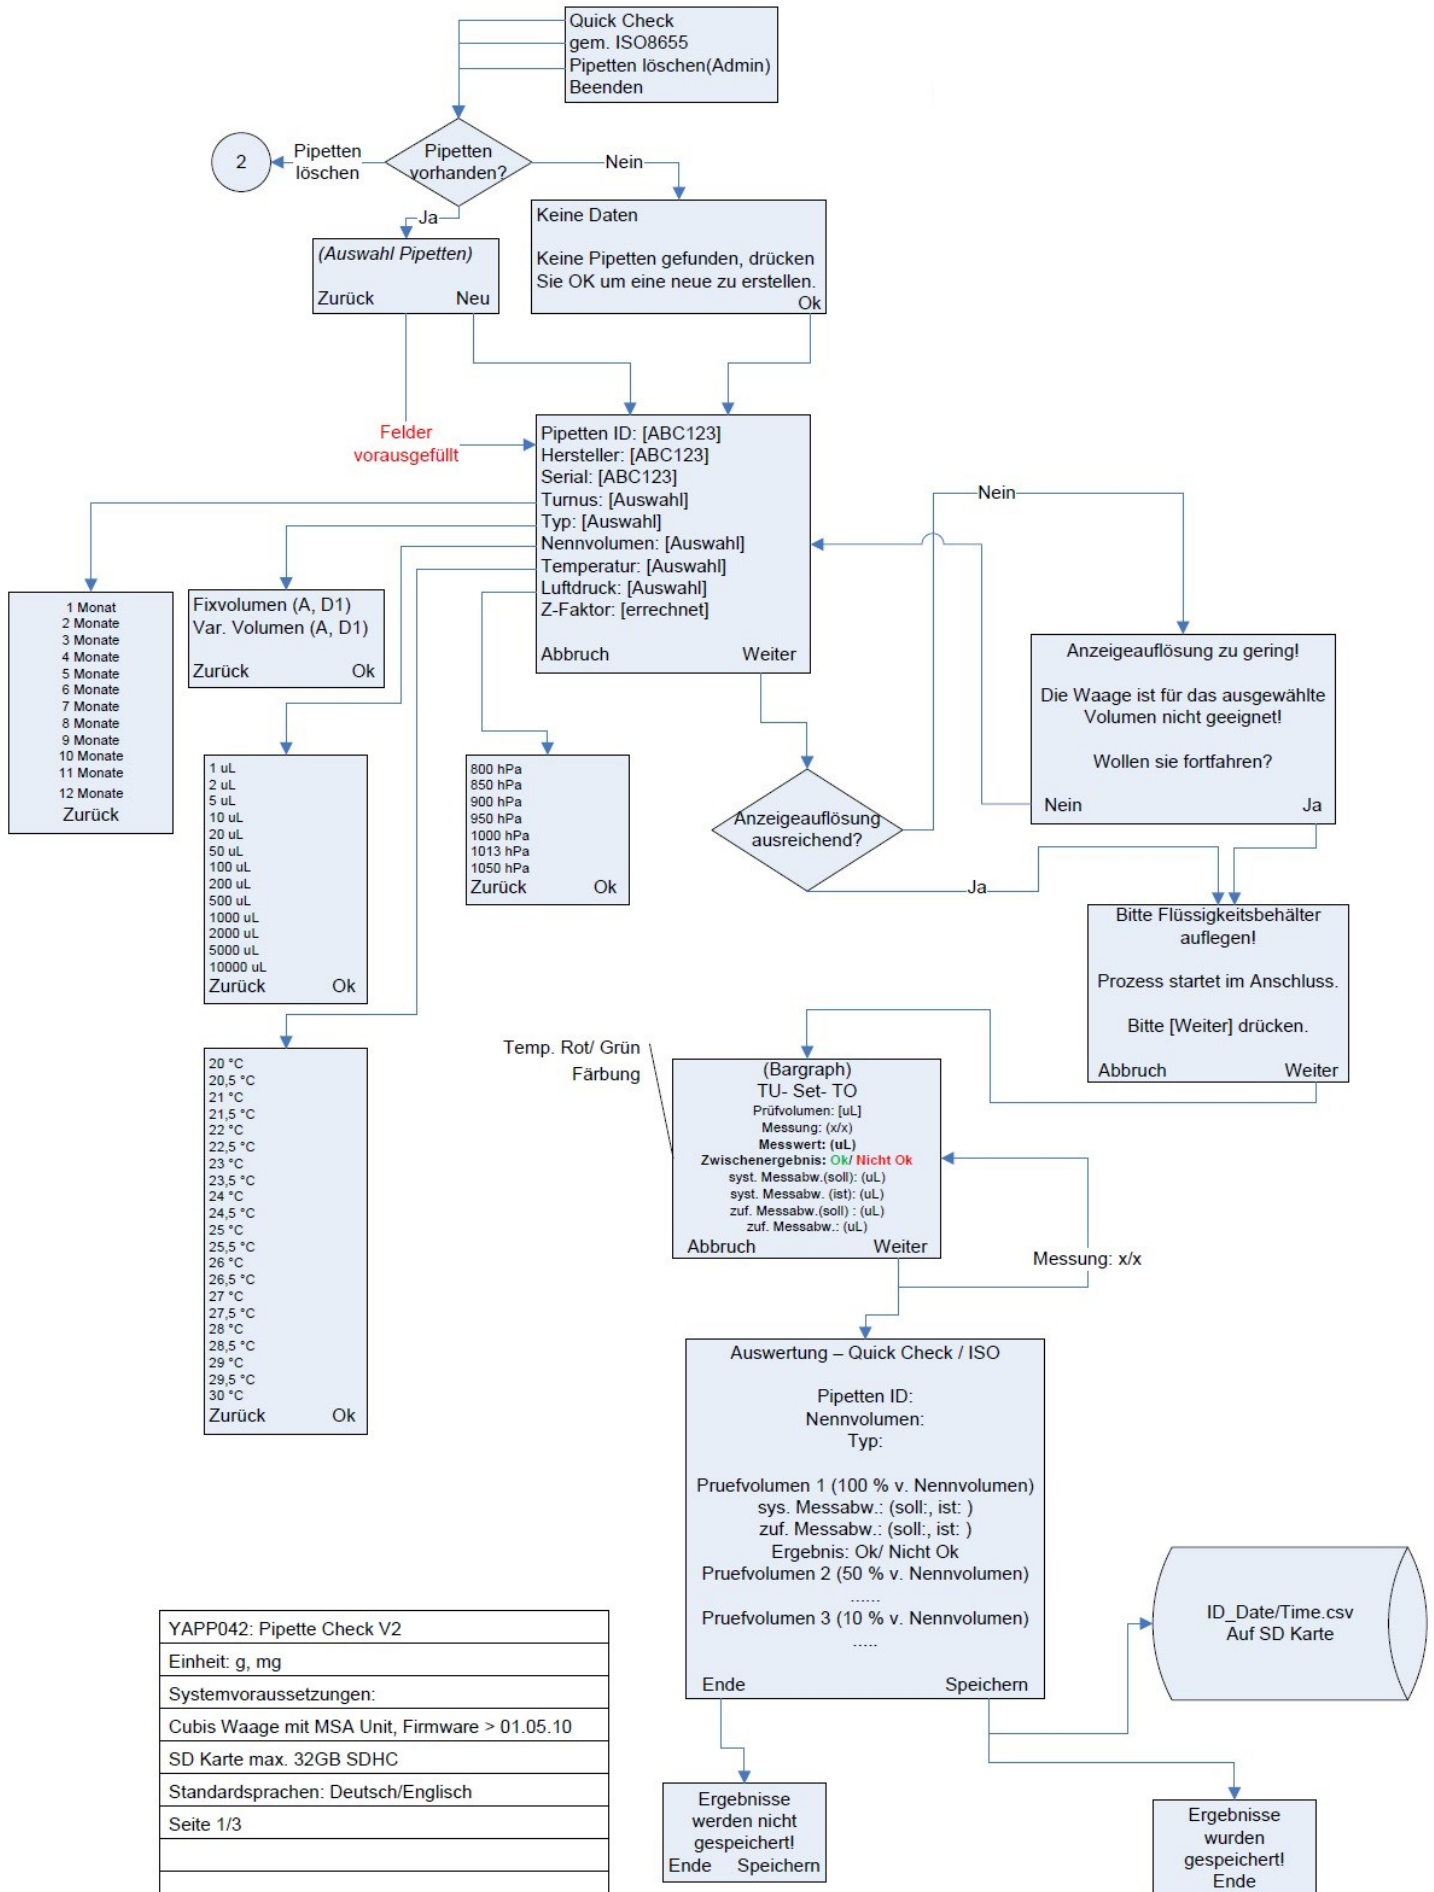 Quick Check
gem. ISO8655
Pipetten löschen(Admin)
Beenden
2
Pipetten
löschen
Pipetten
vorhanden?
Nein
Ja
(Auswahl Pipetten)
Zurück Neu
Keine Daten
Keine Pipetten gefunden, drücken
Sie OK um eine neue zu erstellen.
Ok
Felder
vorausgefüllt
Pipetten ID: [ABC123]
Hersteller: [ABC123]
Serial: [ABC123]
Turnus: [Auswahl]
Typ: [Auswahl]
Nennvolumen: [Auswahl]
Temperatur: [Auswahl]
Luftdruck: [Auswahl]
Z-Faktor: [errechnet]
Abbruch Weiter
Nein
1 Monat
2 Monate
3 Monate
4 Monate
5 Monate
6 Monate
7 Monate
8 Monate
9 Monate
10 Monate
11 Monate
12 Monate
Zurück
Fixvolumen (A, D1)
Var. Volumen (A, D1)
Zurück Ok
Anzeigeauflösung zu gering!
Die Waage ist für das ausgewählte
Volumen nicht geeignet!
Wollen sie fortfahren?
Nein Ja
1 uL
2 uL
5 uL
10 uL
20 uL
50 uL
100 uL
200 uL
500 uL
1000 uL
2000 uL
5000 uL
10000 uL
Zurück Ok
800 hPa
850 hPa
900 hPa
950 hPa
1000 hPa
1013 hPa
1050 hPa
Zurück Ok
Anzeigeauflösung
ausreichend?
Ja
Bitte Flüssigkeitsbehälter
auflegen!
Prozess startet im Anschluss.
Bitte [Weiter] drücken.
Abbruch Weiter
20 °C
20,5 °C
21 °C
21,5 °C
22 °C
22,5 °C
23 °C
23,5 °C
24 °C
24,5 °C
25 °C
25,5 °C
26 °C
26,5 °C
27 °C
27,5 °C
28 °C
28,5 °C
29 °C
29,5 °C
30 °C
Zurück Ok
Temp. Rot/ Grün
Färbung
(Bargraph)
TU- Set- TO
Prüfvolumen: [uL]
Messung: (x/x)
Messwert: (uL)
Zwischenergebnis: Ok/ Nicht Ok
syst. Messabw.(soll): (uL)
syst. Messabw. (ist): (uL)
zuf. Messabw.(soll) : (uL)
zuf. Messabw.: (uL)
Abbruch Weiter
Messung: x/x
Auswertung – Quick Check / ISO
Pipetten ID:
Nennvolumen:
Typ:
Pruefvolumen 1 (100 % v. Nennvolumen)
sys. Messabw.: (soll:, ist: )
zuf. Messabw.: (soll:, ist: )
Ergebnis: Ok/ Nicht Ok
Pruefvolumen 2 (50 % v. Nennvolumen)
......
Pruefvolumen 3 (10 % v. Nennvolumen)
.....
Ende Speichern
ID_Date/Time.csv
Auf SD Karte
YAPP042: Pipette Check V2
Einheit: g, mg
Systemvoraussetzungen:
Cubis Waage mit MSA Unit, Firmware > 01.05.10
SD Karte max. 32GB SDHC
Standardsprachen: Deutsch/Englisch
Seite 1/3
Ergebnisse
werden nicht
gespeichert!
Ende Speichern
Ergebnisse
wurden
gespeichert!
Ende